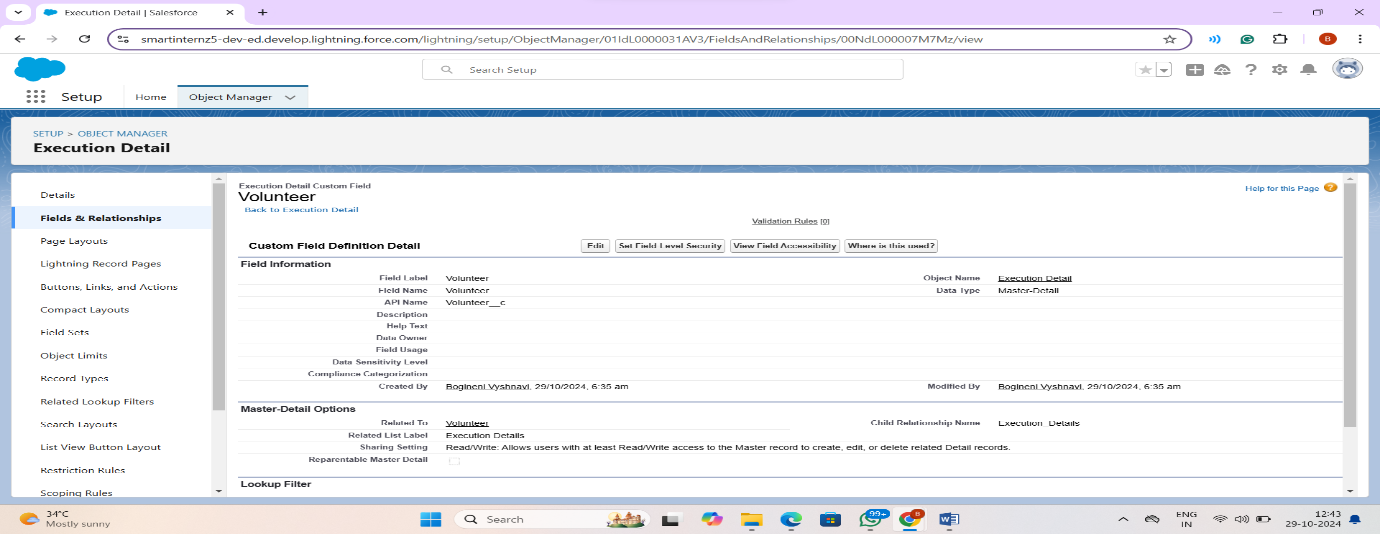 Execution Detail | Salesforce
smartinternz5-dev-ed.develop.lightning.force.com/lightning/setup/ObjectManager/01IdL0000031AV3/FieldsAndRelationships/00NdL000007M7Mz/view
B
Search Setup
Setup Home Object Manager
SETUP > OBJECT MANAGER
Execution Detail
Details
Fields & Relationships
Page Layouts
Lightning Record Pages
Buttons, Links, and Actions
Compact Layouts
Field Sets
Object Limits
Record Types
Related Lookup Filters
Search Layouts
List View Button Layout
Restriction Rules
Scoping Rules
Execution Detail Custom Field
Volunteer
Back to Execution Detail
Help for this Page ?
Validation Rules [0]
Custom Field Definition Detail Edit Set Field-Level Security View Field Accessibility Where is this used?
Field Information
Field Label Volunteer Object Name Execution Detail
Field Name Volunteer Data Type Master-Detail
API Name Volunteer__c
Description
Help Text
Data Owner
Field Usage
Data Sensitivity Level
Compliance Categorization
Created By Bogineni Vyshnavi, 29/10/2024, 6:35 am Modified By Bogineni Vyshnavi, 29/10/2024, 6:35 am
Master-Detail Options
Related To Volunteer Child Relationship Name Execution_Details
Related List Label Execution Details
Sharing Setting Read/Write: Allows users with at least Read/Write access to the Master record to create, edit, or delete related Detail records.
Reparentable Master Detail
Lookup Filter
34°C
Mostly sunny
Search
99+
B
ENG
IN
12:43
29-10-2024